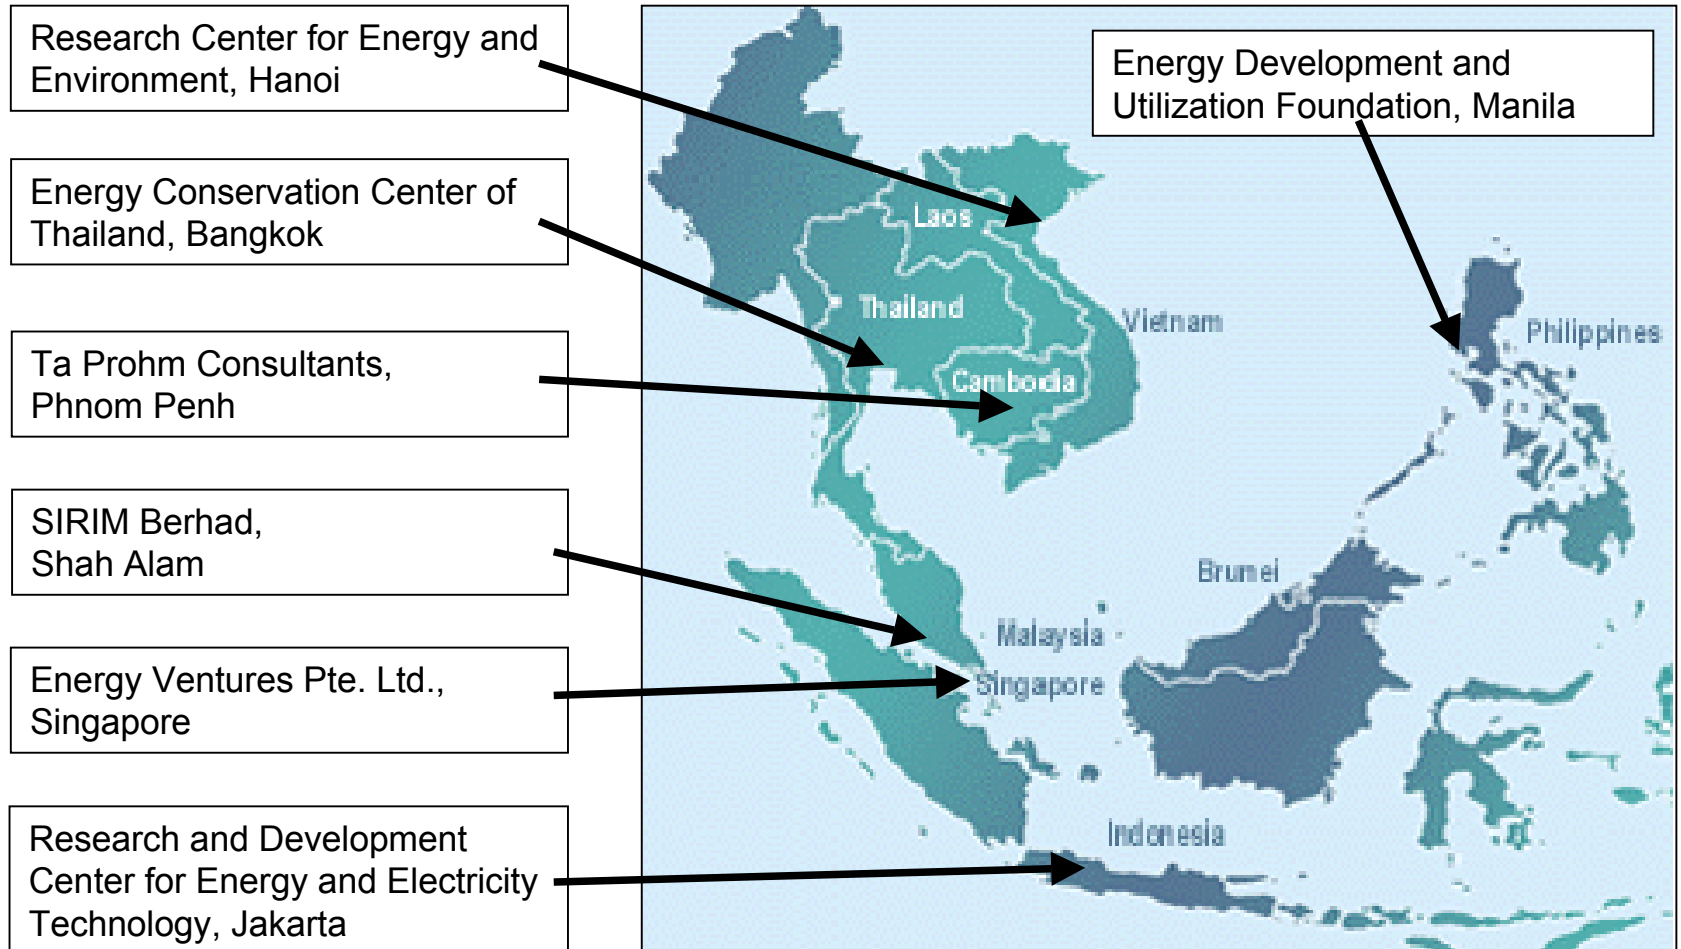 Research Center for Energy and
Environment, Hanoi
Energy Conservation Center of
Thailand, Bangkok
Ta Prohm Consultants,
Phnom Penh
SIRIM Berhad,
Shah Alam
Energy Ventures Pte. Ltd.,
Singapore
Research and Development
Center for Energy and Electricity
Technology, Jakarta
Energy Development and
Utilization Foundation, Manila
Laos
Thailand
Vietnam
Cambodia
Philippines
Brunei
Malaysia
Singapore
Indonesia